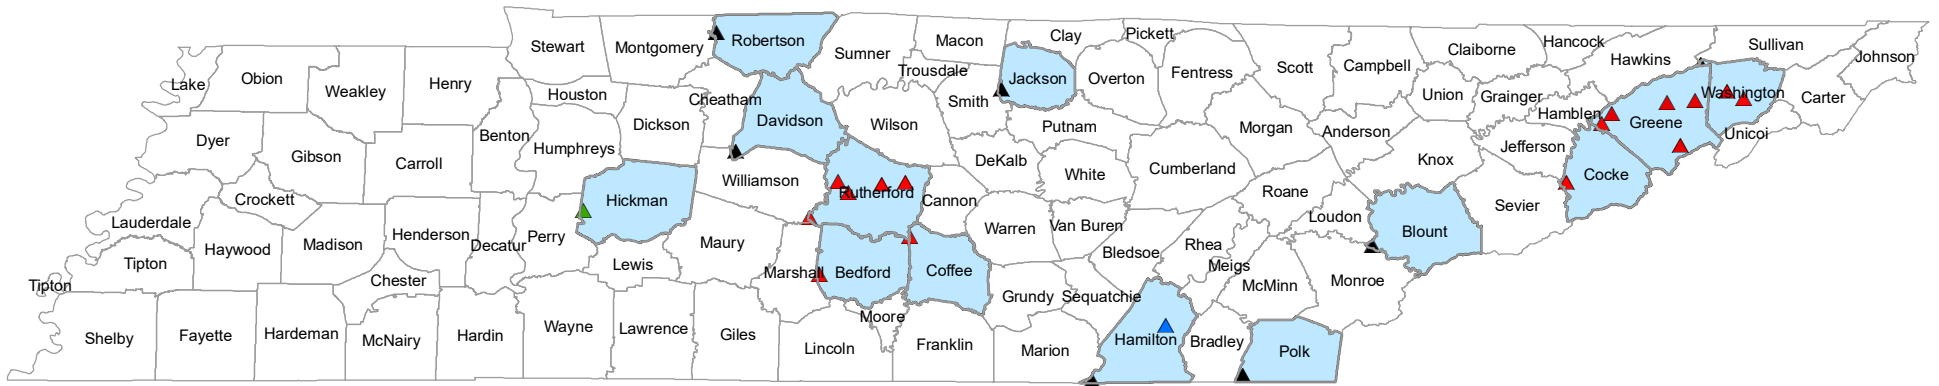 Stewart
Montgomery
Robertson
Sumner
Macon
Clay
Pickett
Claiborne
Hancock
Sullivan
Johnson
Lake
Obion
Weakley
Henry
Houston
Cheatham
Trousdale
Smith
Jackson
Overton
Fentress
Scott
Campbell
Union
Grainger
Hawkins
Hamblen
Greene
Washington
Carter
Unicoi
Dyer
Gibson
Carroll
Benton
Humphreys
Dickson
Davidson
Wilson
DeKalb
Putnam
White
Cumberland
Morgan
Anderson
Knox
Jefferson
Cocke
Lauderdale
Crockett
Haywood
Madison
Henderson
Decatur
Perry
Hickman
Williamson
Rutherford
Cannon
Warren
Van Buren
Bledsoe
Rhea
Roane
Loudon
Blount
Sevier
Tipton
Tipton
Chester
Lewis
Maury
Marshall
Bedford
Coffee
Grundy
Sequatchie
Meigs
McMinn
Monroe
Shelby
Fayette
Hardeman
McNairy
Hardin
Wayne
Lawrence
Giles
Lincoln
Moore
Franklin
Marion
Hamilton
Bradley
Polk